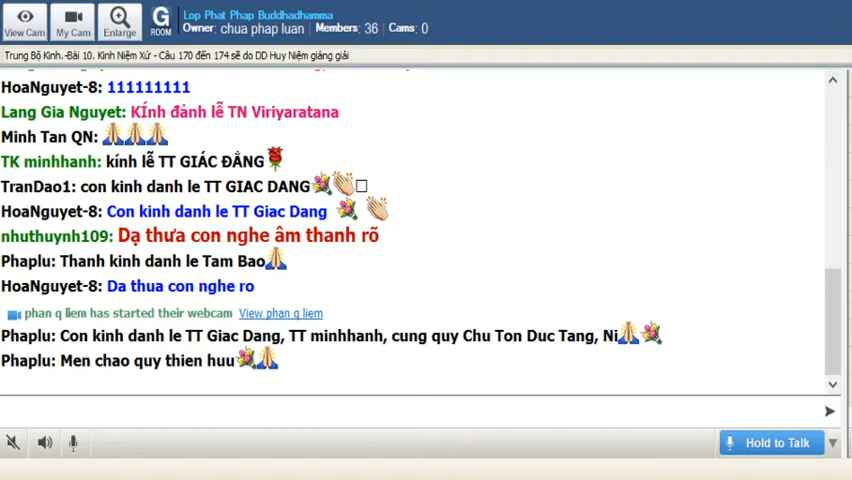 Lop Phat Phap Buddhadhamma
Owner: chua phap luan Members: 36 Cams: 0
View Cam My Cam Enlarge G ROOM
Trung Bộ Kinh.-Bài 10. Kinh Niệm Xứ - Câu 170 đến 174 sẽ do DD Huy Niệm giảng giải
HoaNguyet-8: 111111111
Lang Gia Nguyet: KÍnh đảnh lễ TN Viriyaratana
Minh Tan QN:
TK minhhanh: kính lễ TT GIÁC ĐẲNG
TranDao1: con kinh danh le TT GIAC DANG
HoaNguyet-8: Con kinh danh le TT Giac Dang
nhuthuynh109: Dạ thưa con nghe âm thanh rõ
Phaplu: Thanh kinh danh le Tam Bao
HoaNguyet-8: Da thua con nghe ro
phan q liem has started their webcam View phan q liem
Phaplu: Con kinh danh le TT Giac Dang, TT minhhanh, cung quy Chu Ton Duc Tang, Ni
Phaplu: Men chao quy thien huu
Hold to Talk